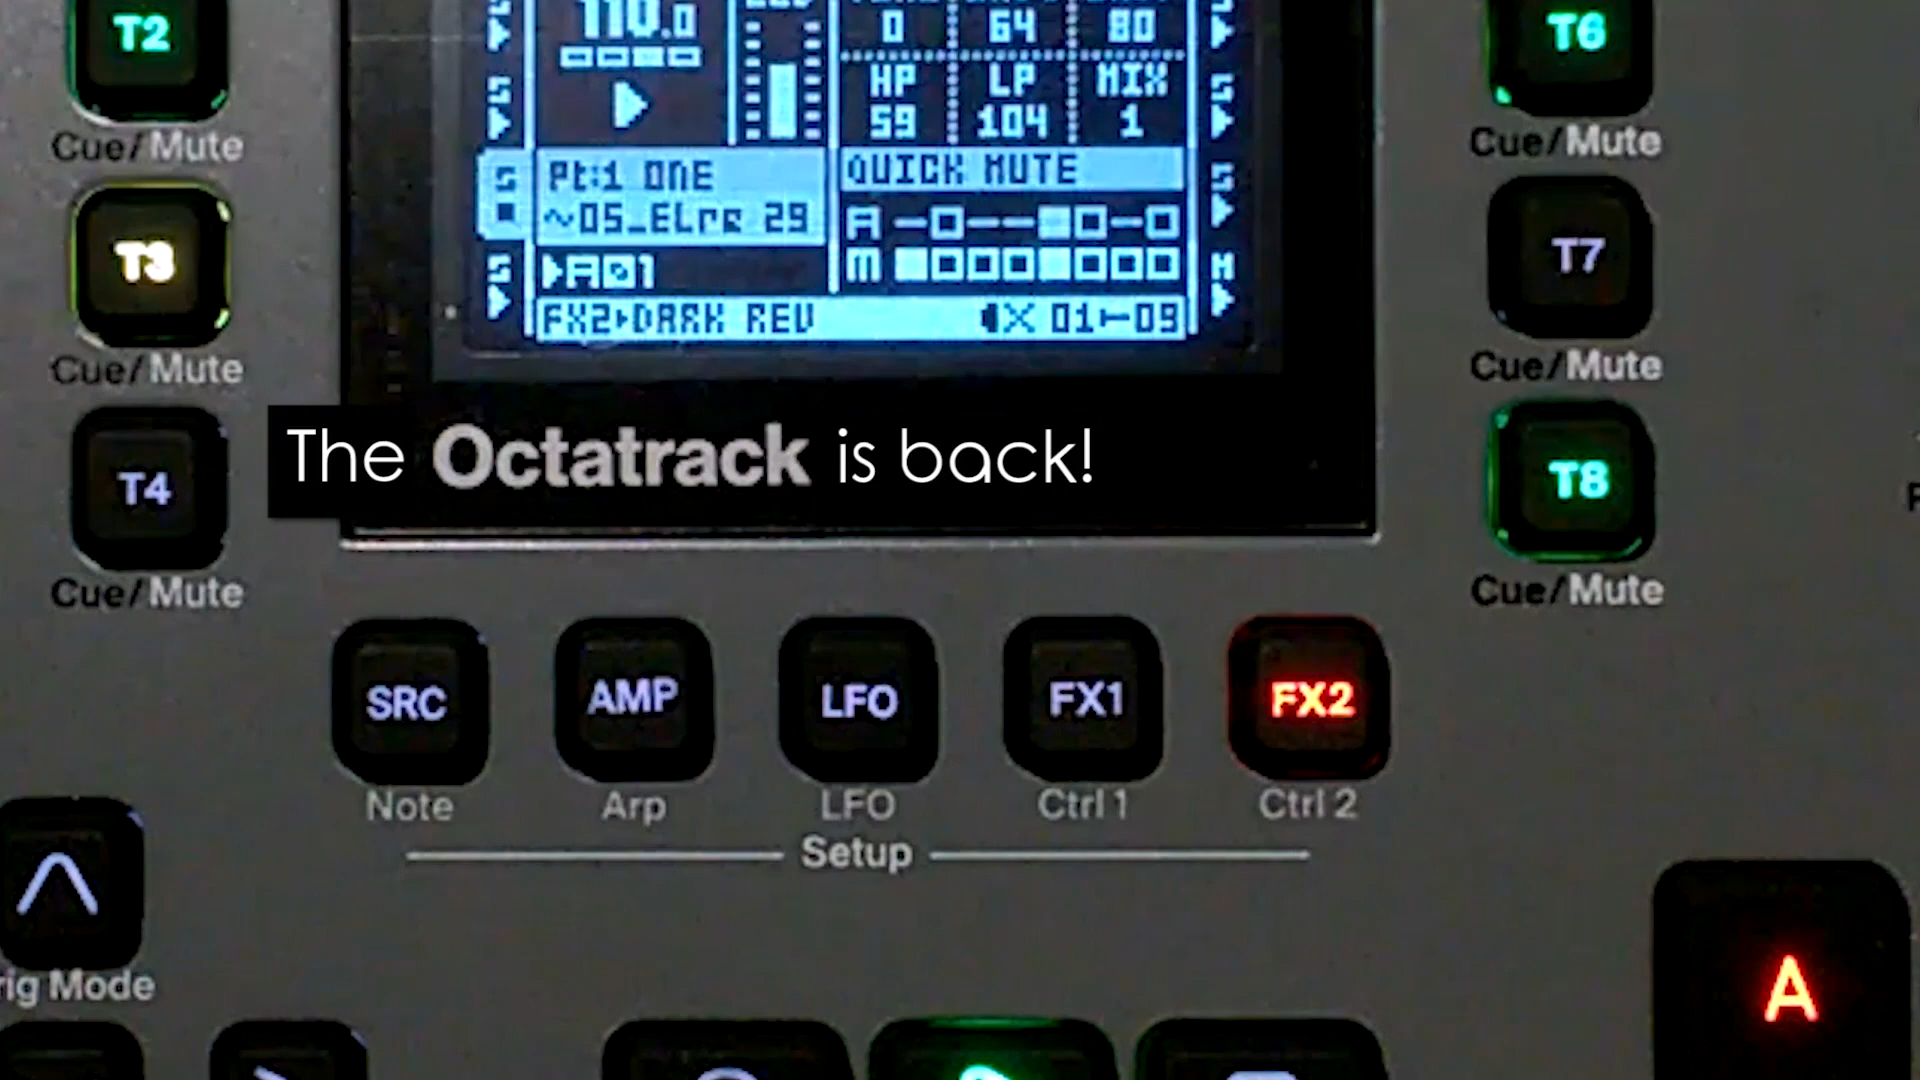 T2
Cue/Mute
T3
Cue/Mute
T4
Cue/Mute
110.0
0 64 80
HP LP MIX
59 104 1
S
S
S
Pt:1 ONE
~05_ELPR 29
A01
QUICK MUTE
A
M
FX2 DARK REV
01 09
S
S
M
T6
Cue/Mute
T7
Cue/Mute
T8
Cue/Mute
The Octatrack is back!
SRC AMP LFO FX1 FX2
Note Arp LFO Ctrl 1 Ctrl 2
Setup
rig Mode
A